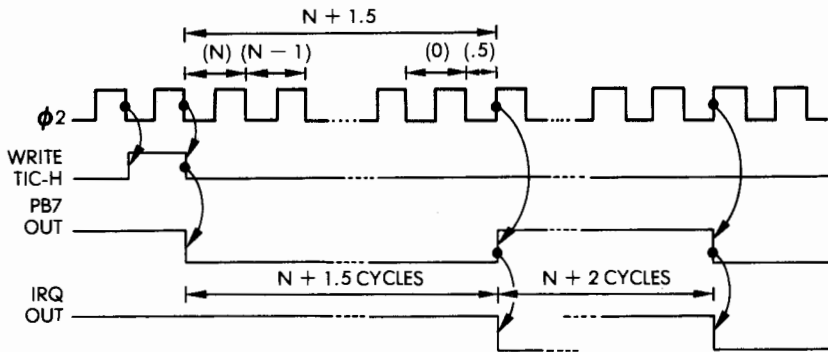 N + 1.5
(N) (N − 1) (0) (.5)
ϕ2
WRITE
TIC-H
PB7
OUT
N + 1.5 CYCLES N + 2 CYCLES
IRQ
OUT